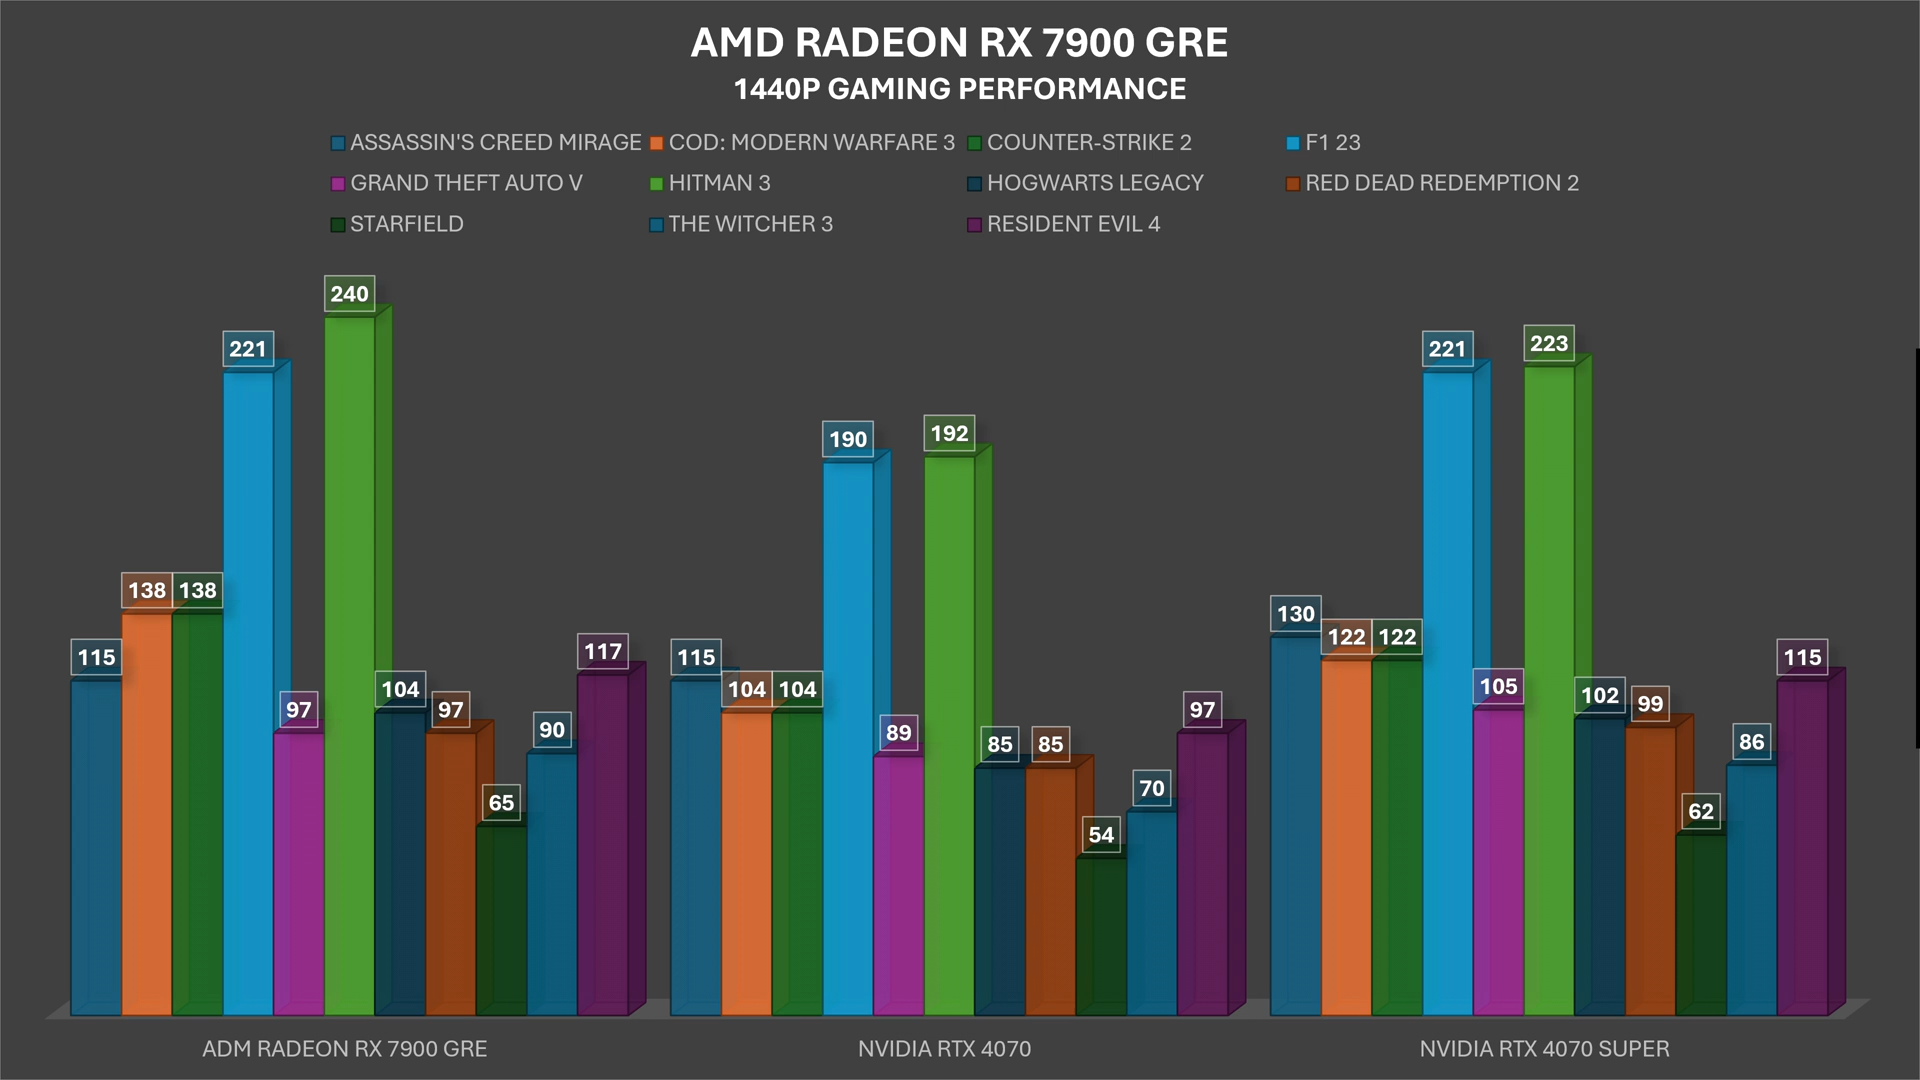 AMD RADEON RX 7900 GRE
1440P GAMING PERFORMANCE
ASSASSIN'S CREED MIRAGE COD: MODERN WARFARE 3 COUNTER-STRIKE 2 F1 23
GRAND THEFT AUTO V HITMAN 3 HOGWARTS LEGACY RED DEAD REDEMPTION 2
STARFIELD THE WITCHER 3 RESIDENT EVIL 4
115 138 138 221 97 240 104 97 65 90 117
115 104 104 190 89 192 85 85 54 70 97
130 122 122 221 105 223 102 99 62 86 115
ADM RADEON RX 7900 GRE NVIDIA RTX 4070 NVIDIA RTX 4070 SUPER